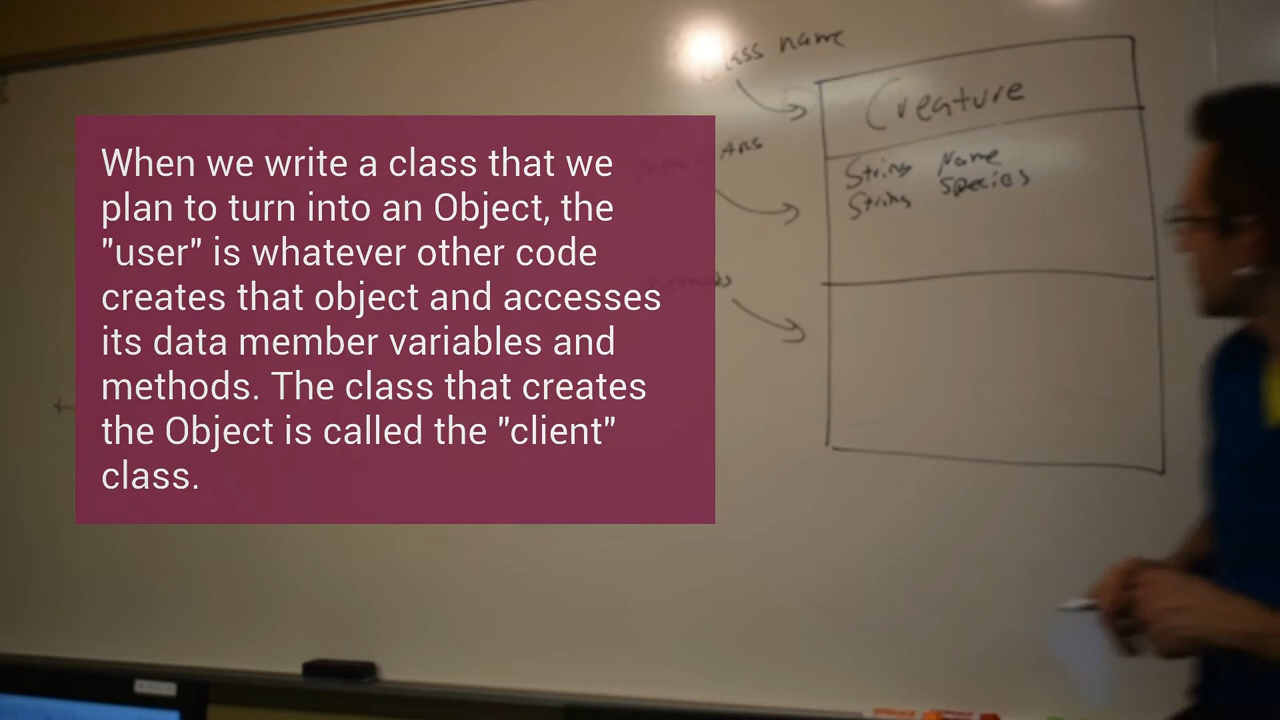 When we write a class that we
plan to turn into an Object, the
"user" is whatever other code
creates that object and accesses
its data member variables and
methods. The class that creates
the Object is called the "client"
class.
name
Creature
String Name
String Species